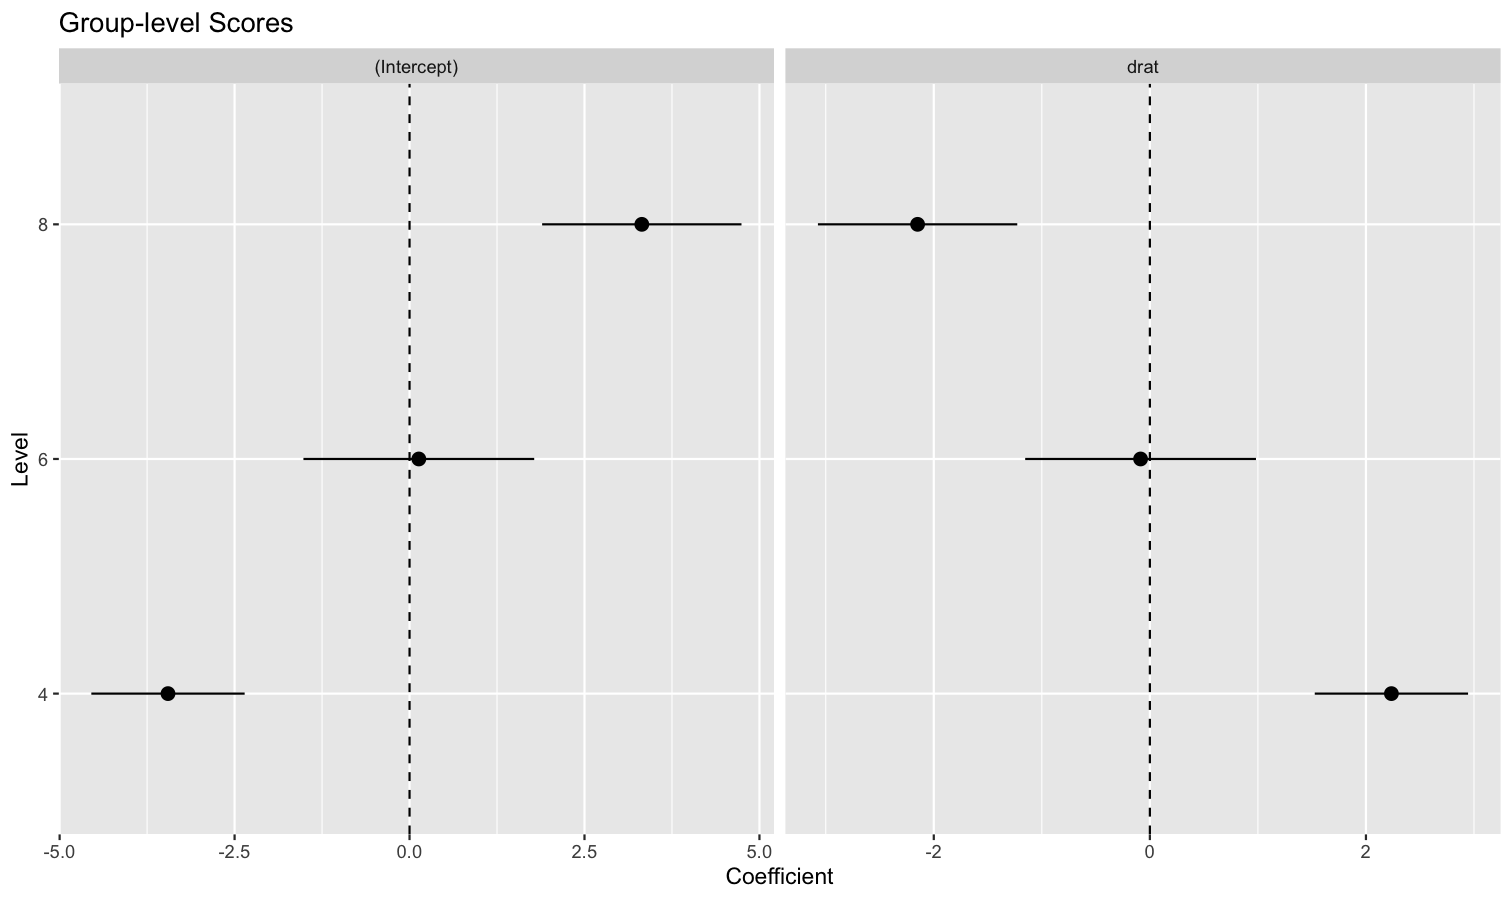 Group-level Scores
(Intercept) drat
Level
8
6
4
-5.0 -2.5 0.0 2.5 5.0 -2 0 2
Coefficient